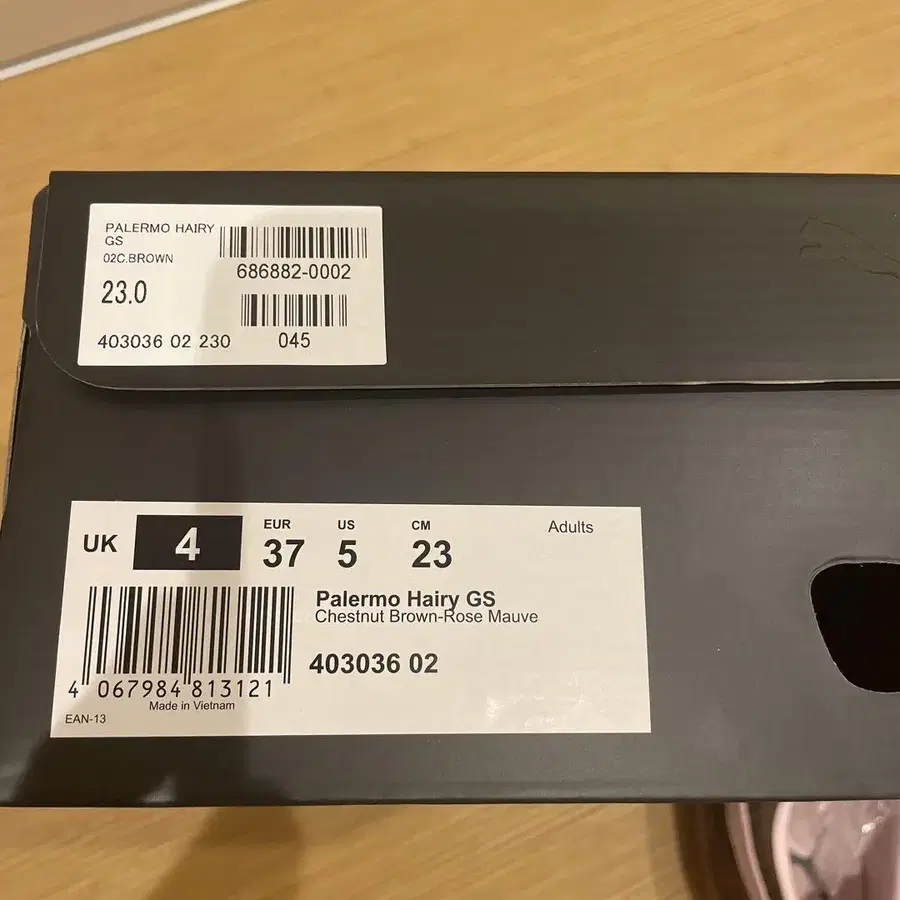 PALERMO HAIRY
GS
02C.BROWN
686882-0002
23.0
403036 02 230
045
UK 4
EUR 37
US 5
CM 23
Adults
Palermo Hairy GS
Chestnut Brown-Rose Mauve
403036 02
4 067984 813121
Made in Vietnam
EAN-13